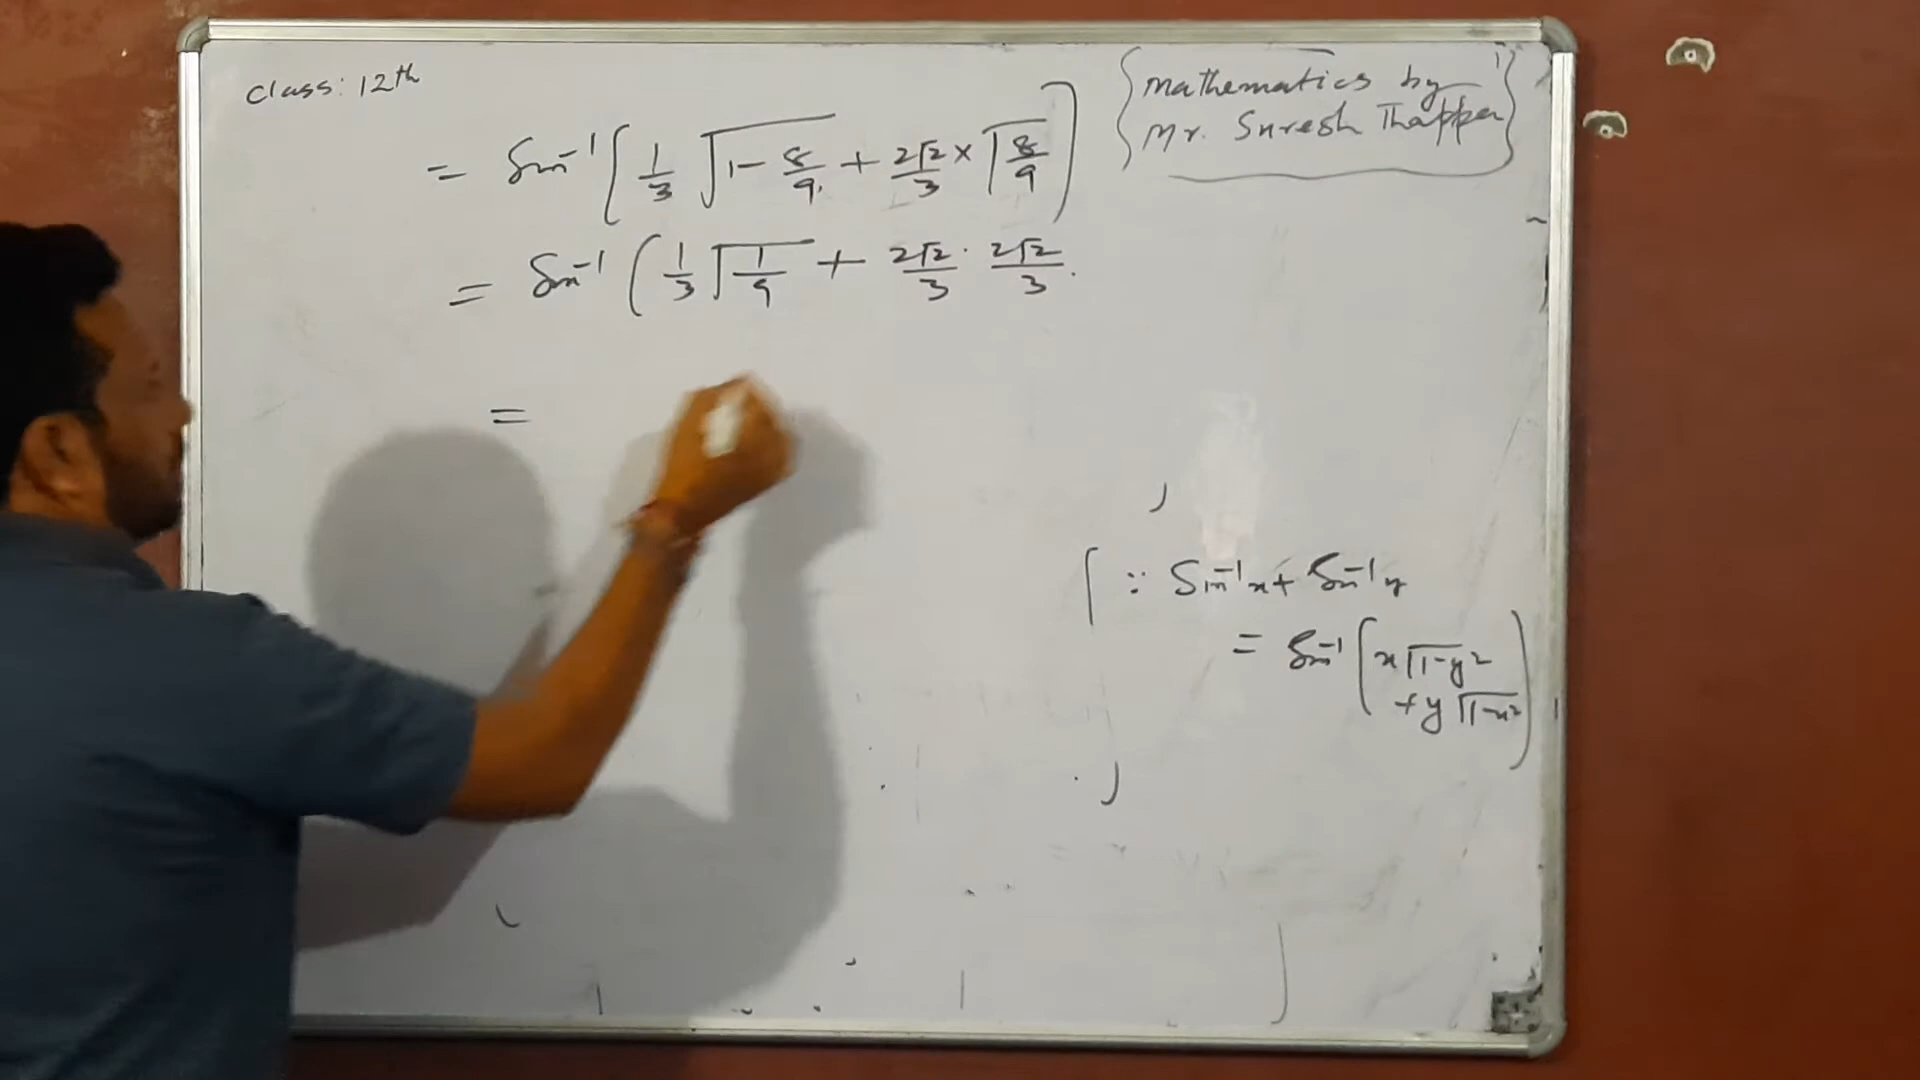 class: 12th
= Sin⁻¹ [ 1/3 √(1 - 8/9) + 2√2/3 × √(8/9) ]
= Sin⁻¹ ( 1/3 √(1/9) + 2√2/3 . 2√2/3 .
=
{ Mathematics by
Mr. Suresh Thapper }
[ ∵ Sin⁻¹x + Sin⁻¹y
= Sin⁻¹ ( x√(1-y²)
+ y√(1-x²) )